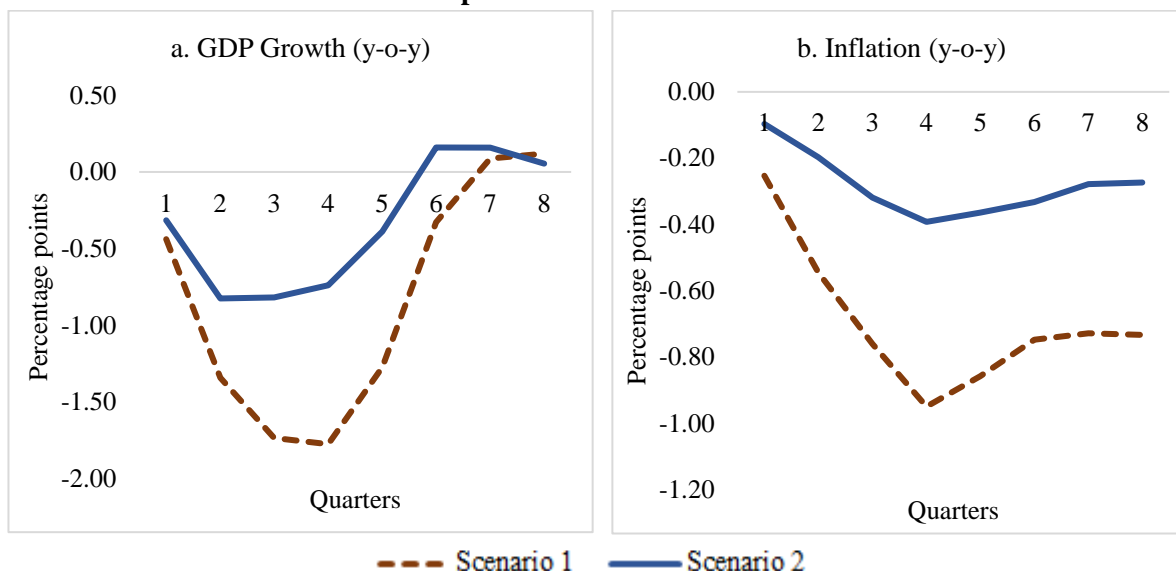 a. GDP Growth (y-o-y)
0.50
0.00
-0.50
-1.00
-1.50
-2.00
1 2 3 4 5 6 7 8
Percentage points
Quarters
b. Inflation (y-o-y)
0.00
-0.20
-0.40
-0.60
-0.80
-1.00
-1.20
1 2 3 4 5 6 7 8
Percentage points
Quarters
Scenario 1 Scenario 2